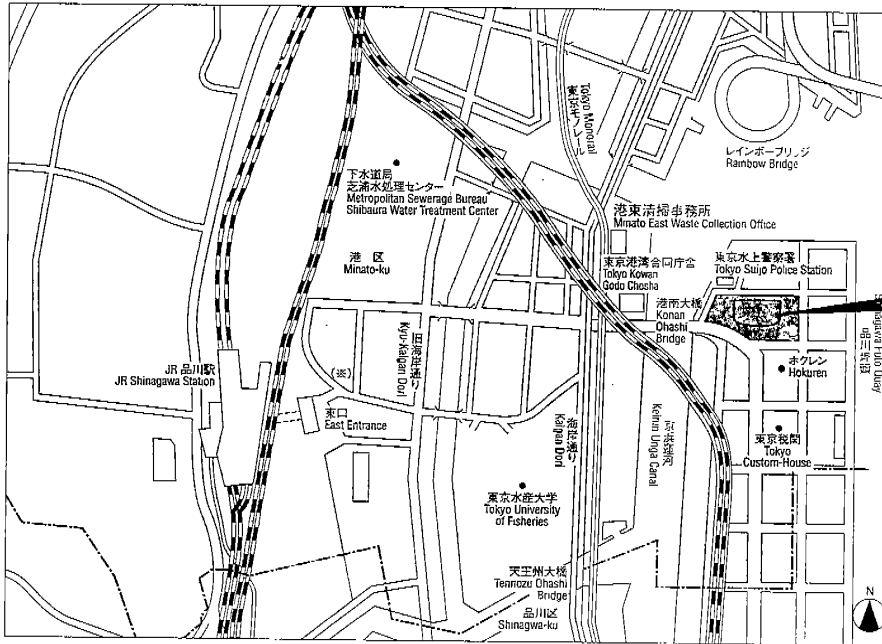 東京モノレール
Tokyo Monorail
レインボーブリッジ
Rainbow Bridge
下水道局
芝浦水処理センター
Metropolitan Sewerage Bureau
Shibaura Water Treatment Center
港東清掃事務所
Minato East Waste Collection Office
港区
Minato-ku
東京港湾合同庁舎
Tokyo Kowan
Godo Chosha
東京水上警察署
Tokyo Suijo Police Station
港南大橋
Konan
Ohashi
Bridge
品川埠頭
Shinagawa Futo Quay
旧海岸通り
Kyu-Kaigan Dori
JR 品川駅
JR Shinagawa Station
(※)
ホクレン
Hokuren
東口
East Entrance
海岸通り
Kaigan Dori
京浜運河
Keihin Unga Canal
東京税関
Tokyo
Custom-House
東京水産大学
Tokyo University
of Fisheries
天王州大橋
Tennozu Ohashi
Bridge
品川区
Shinagwa-ku
N